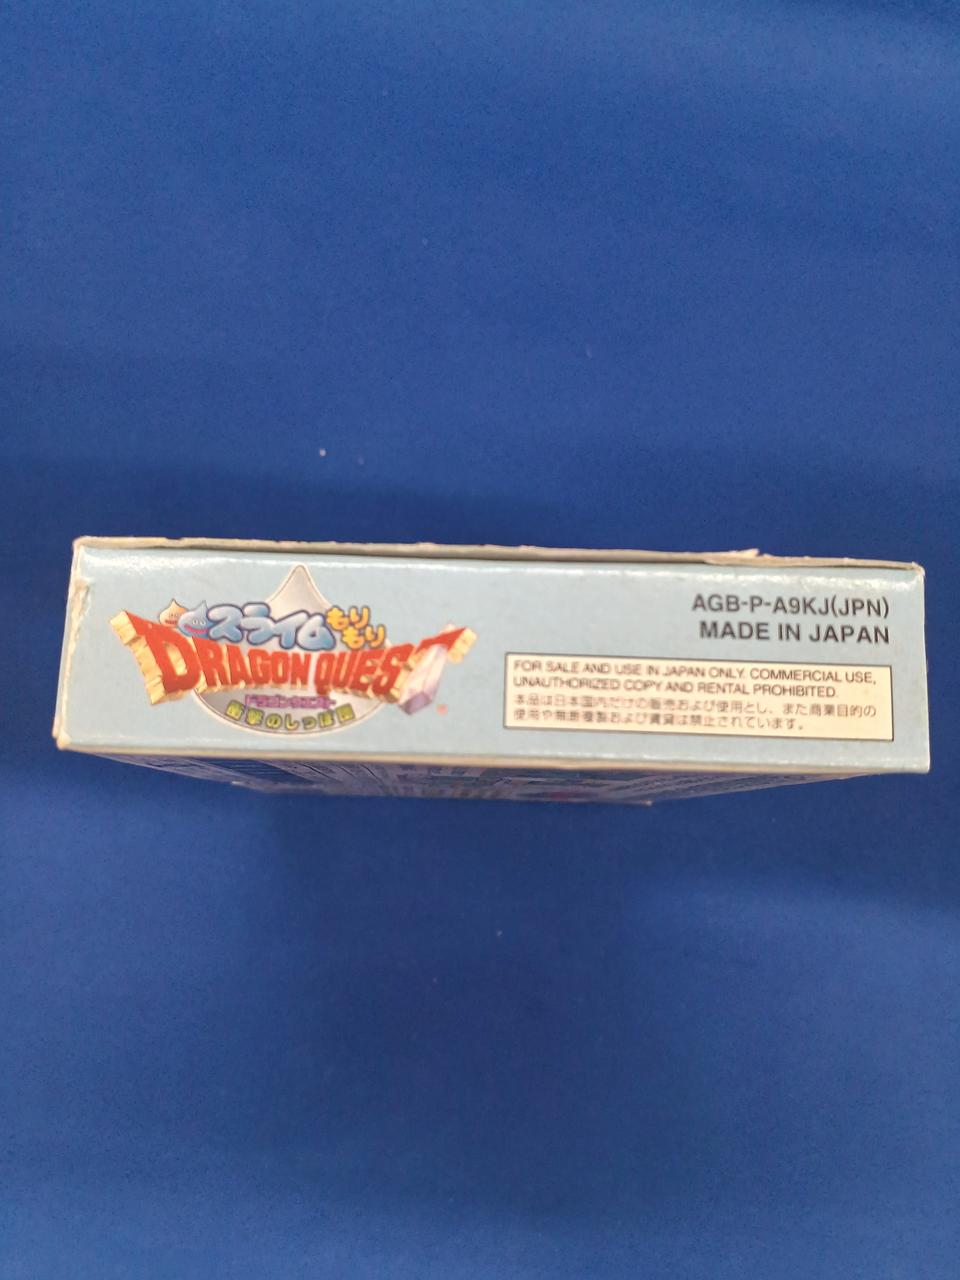 スライムもりもり
DRAGON QUEST
ドラゴンクエスト
衝撃のしっぽ団
AGB-P-A9KJ(JPN)
MADE IN JAPAN
FOR SALE AND USE IN JAPAN ONLY. COMMERCIAL USE,
UNAUTHORIZED COPY AND RENTAL PROHIBITED.
本品は日本国内だけの販売および使用とし、また商業目的の
使用や無断複製および賃貸は禁止されています。